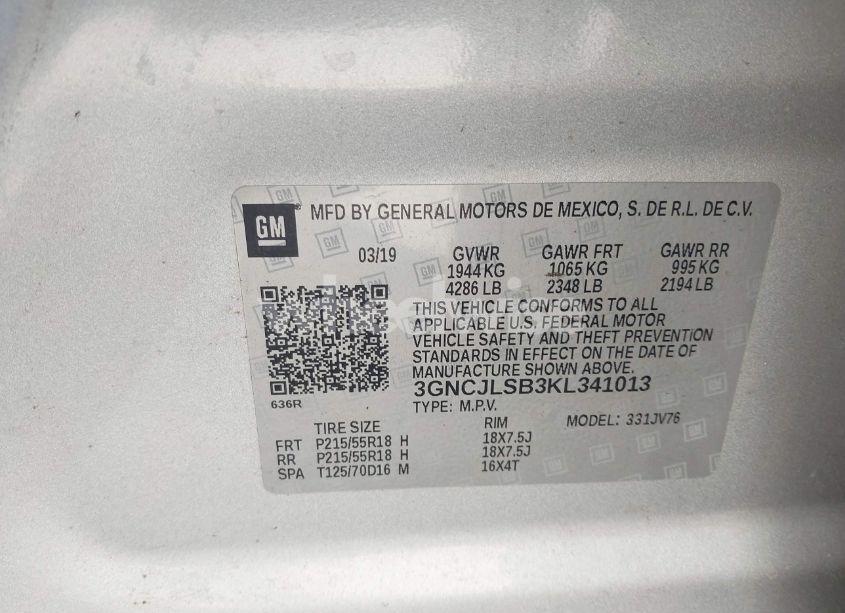 GM
MFD BY GENERAL MOTORS DE MEXICO, S. DE R.L. DE C.V.
03/19 GVWR GAWR FRT GAWR RR
1944 KG 1065 KG 995 KG
4286 LB 2348 LB 2194 LB
THIS VEHICLE CONFORMS TO ALL
APPLICABLE U.S. FEDERAL MOTOR
VEHICLE SAFETY AND THEFT PREVENTION
STANDARDS IN EFFECT ON THE DATE OF
MANUFACTURE SHOWN ABOVE.
3GNCJLSB3KL341013
TYPE: M.P.V.
636R
TIRE SIZE RIM MODEL: 331JV76
FRT P215/55R18 H 18X7.5J
RR P215/55R18 H 18X7.5J
SPA T125/70D16 M 16X4T